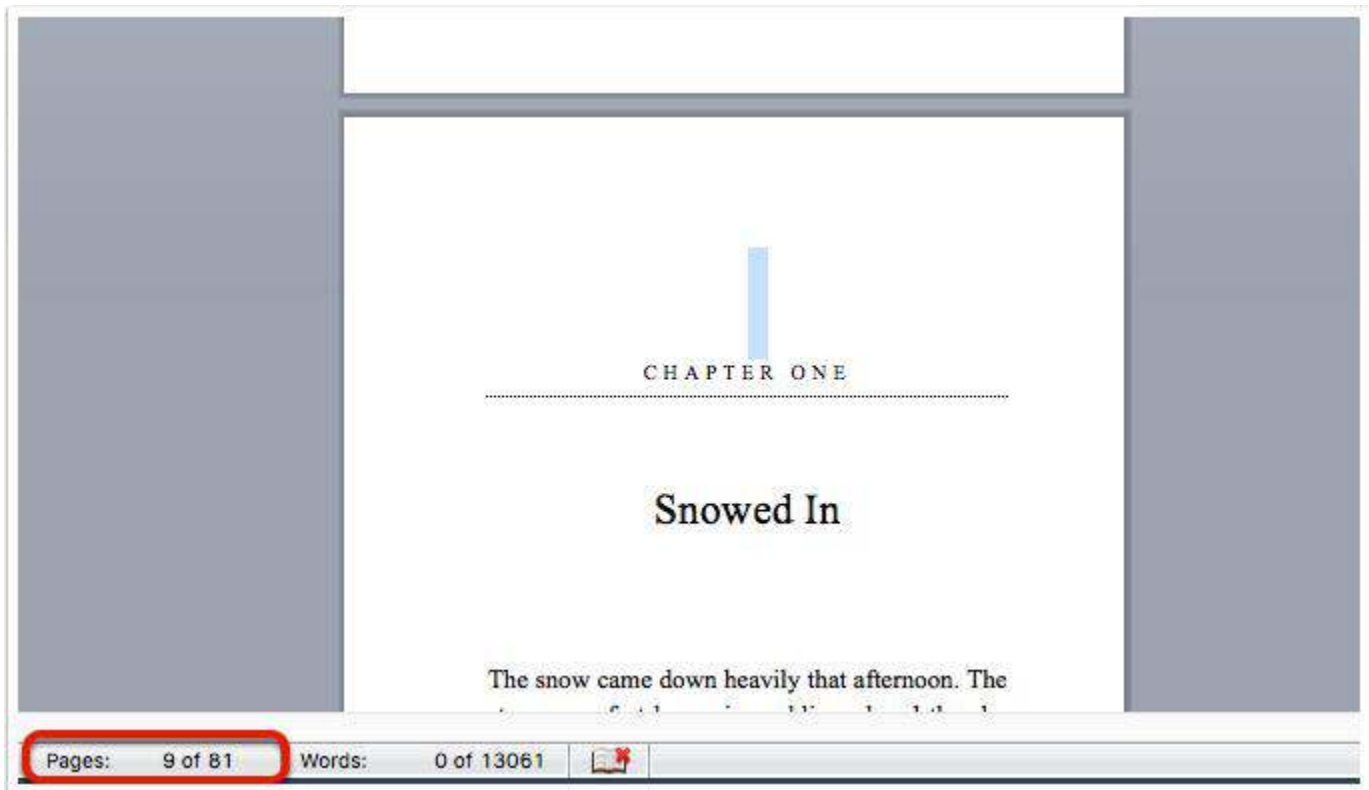 CHAPTER ONE
Snowed In
The snow came down heavily that afternoon. The
Pages: 9 of 81 Words: 0 of 13061